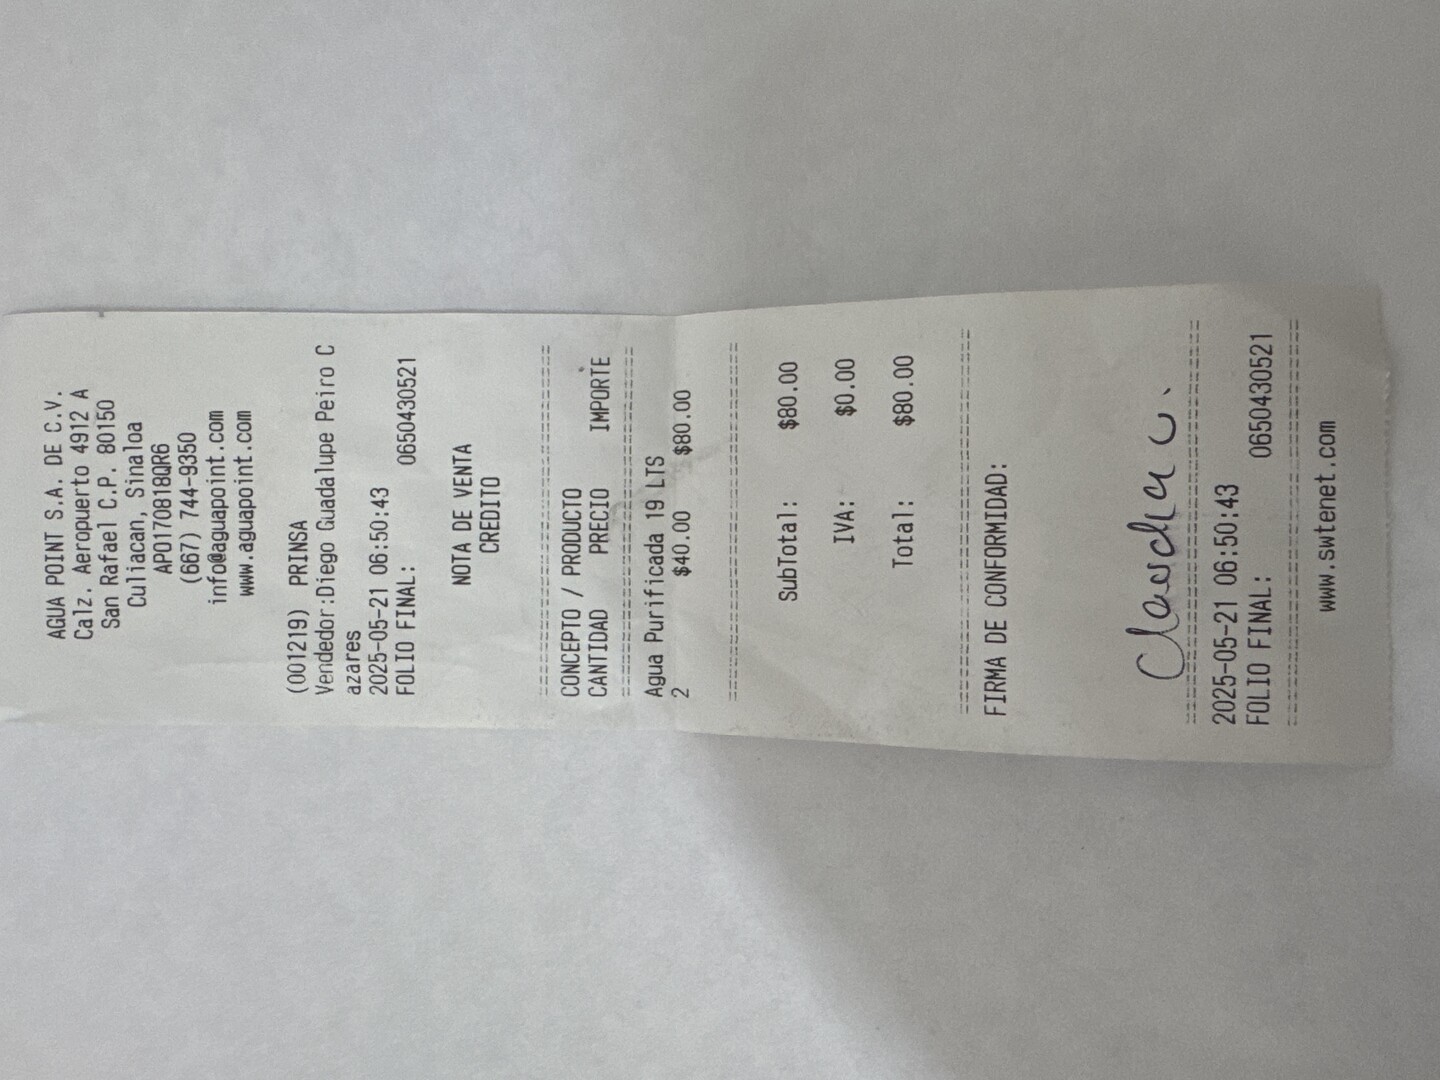 AGUA POINT S.A. DE C.V.
Calz. Aeropuerto 4912 A
San Rafael C.P. 80150
Culiacan, Sinaloa
APO170818QR6
(667) 744-9350
info@aguapoint.com
www.aguapoint.com
(001219) PRINSA
Vendedor:Diego Guadalupe Peiro C
azares
2025-05-21 06:50:43
FOLIO FINAL: 0650430521
NOTA DE VENTA
CREDITO
================================
CONCEPTO / PRODUCTO
CANTIDAD PRECIO IMPORTE
================================
Agua Purificada 19 LTS
2 $40.00 $80.00
================================
SubTotal: $80.00
IVA: $0.00
Total: $80.00
================================
FIRMA DE CONFORMIDAD:
Claudia C.
================================
2025-05-21 06:50:43
FOLIO FINAL: 0650430521
================================
www.swtenet.com